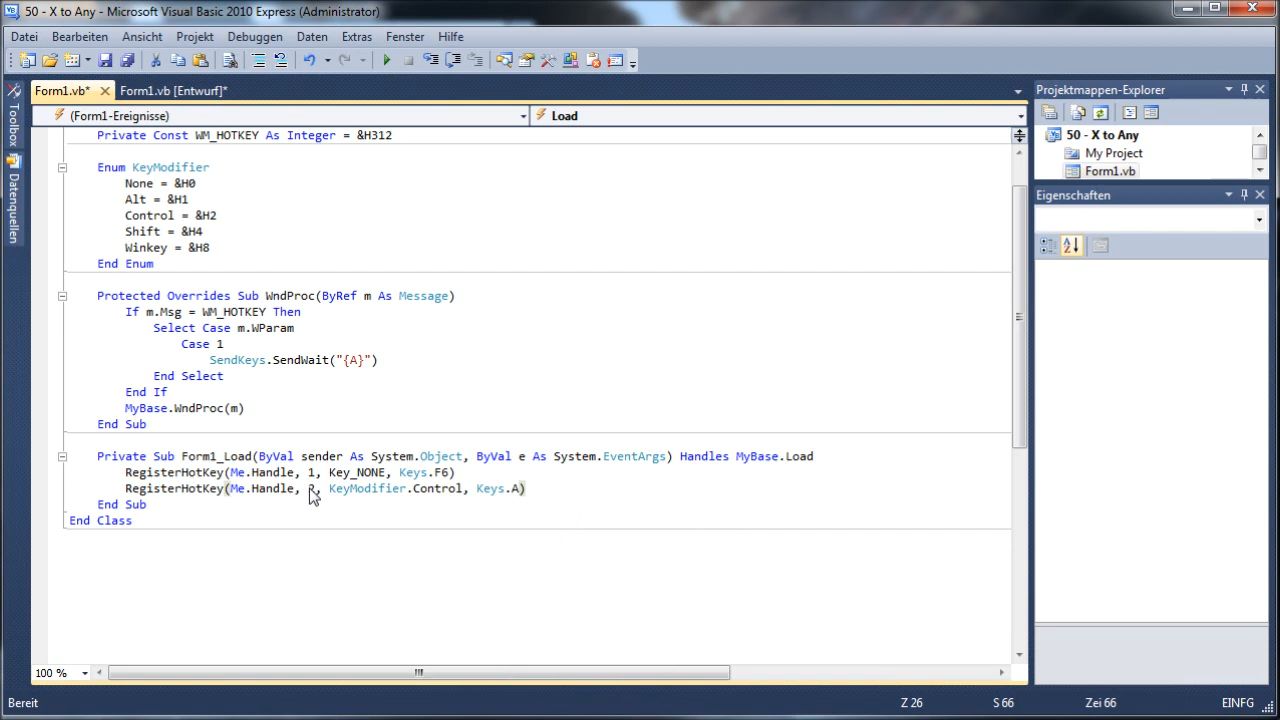 50 - X to Any - Microsoft Visual Basic 2010 Express (Administrator)
Datei Bearbeiten Ansicht Projekt Debuggen Daten Extras Fenster Hilfe
Form1.vb* Form1.vb [Entwurf]*
(Form1-Ereignisse) Load
Private Const WM_HOTKEY As Integer = &H312
Enum KeyModifier
None = &H0
Alt = &H1
Control = &H2
Shift = &H4
Winkey = &H8
End Enum
Protected Overrides Sub WndProc(ByRef m As Message)
If m.Msg = WM_HOTKEY Then
Select Case m.WParam
Case 1
SendKeys.SendWait("{A}")
End Select
End If
MyBase.WndProc(m)
End Sub
Private Sub Form1_Load(ByVal sender As System.Object, ByVal e As System.EventArgs) Handles MyBase.Load
RegisterHotKey(Me.Handle, 1, Key_NONE, Keys.F6)
RegisterHotKey(Me.Handle, 2, KeyModifier.Control, Keys.A)
End Sub
End Class
100 %
Toolbox
Datenquellen
Projektmappen-Explorer
50 - X to Any
My Project
Form1.vb
Eigenschaften
Bereit Z 26 S 66 Zei 66 EINFG